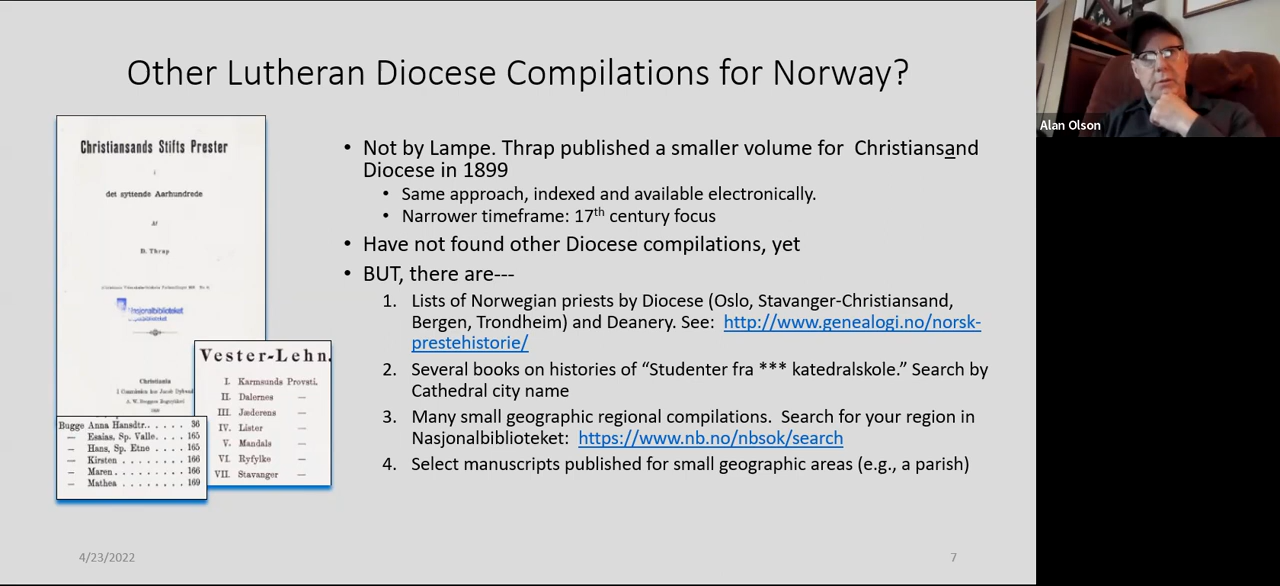 Other Lutheran Diocese Compilations for Norway?
Christiansands Stifts Prester
i
det syttende Aarhundrede
Af
D. Thrap
Christiania
Vester-Lehn.
I. Karmsunds Provsti.
II. Dalernes —
III. Jæderens —
IV. Lister —
V. Mandals —
VI. Ryfylke —
VII. Stavanger —
Bugge Anna Hansdtr.. . . . . 36
— Esaias, Sp. Valle. . . . 165
— Hans, Sp. Etne . . . . 165
— Kirsten . . . . . . . . 166
— Maren . . . . . . . . . 166
— Mathea . . . . . . . . 169
• Not by Lampe. Thrap published a smaller volume for Christiansand
Diocese in 1899
• Same approach, indexed and available electronically.
• Narrower timeframe: 17th century focus
• Have not found other Diocese compilations, yet
• BUT, there are---
1. Lists of Norwegian priests by Diocese (Oslo, Stavanger-Christiansand,
Bergen, Trondheim) and Deanery. See: http://www.genealogi.no/norsk-
prestehistorie/
2. Several books on histories of “Studenter fra *** katedralskole.” Search by
Cathedral city name
3. Many small geographic regional compilations. Search for your region in
Nasjonalbiblioteket: https://www.nb.no/nbsok/search
4. Select manuscripts published for small geographic areas (e.g., a parish)
4/23/2022
7
Alan Olson